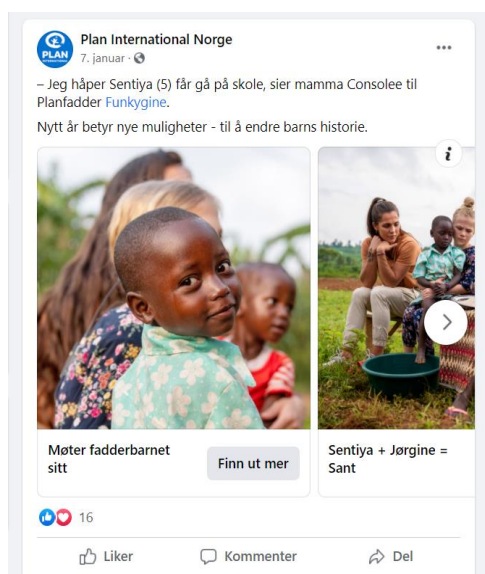 PLAN
INTERNATIONAL
Plan International Norge
7. januar ·
– Jeg håper Sentiya (5) får gå på skole, sier mamma Consolee til
Planfadder Funkygine.
Nytt år betyr nye muligheter - til å endre barns historie.
i
Møter fadderbarnet
sitt
Finn ut mer
Sentiya + Jørgine =
Sant
16
Liker
Kommenter
Del